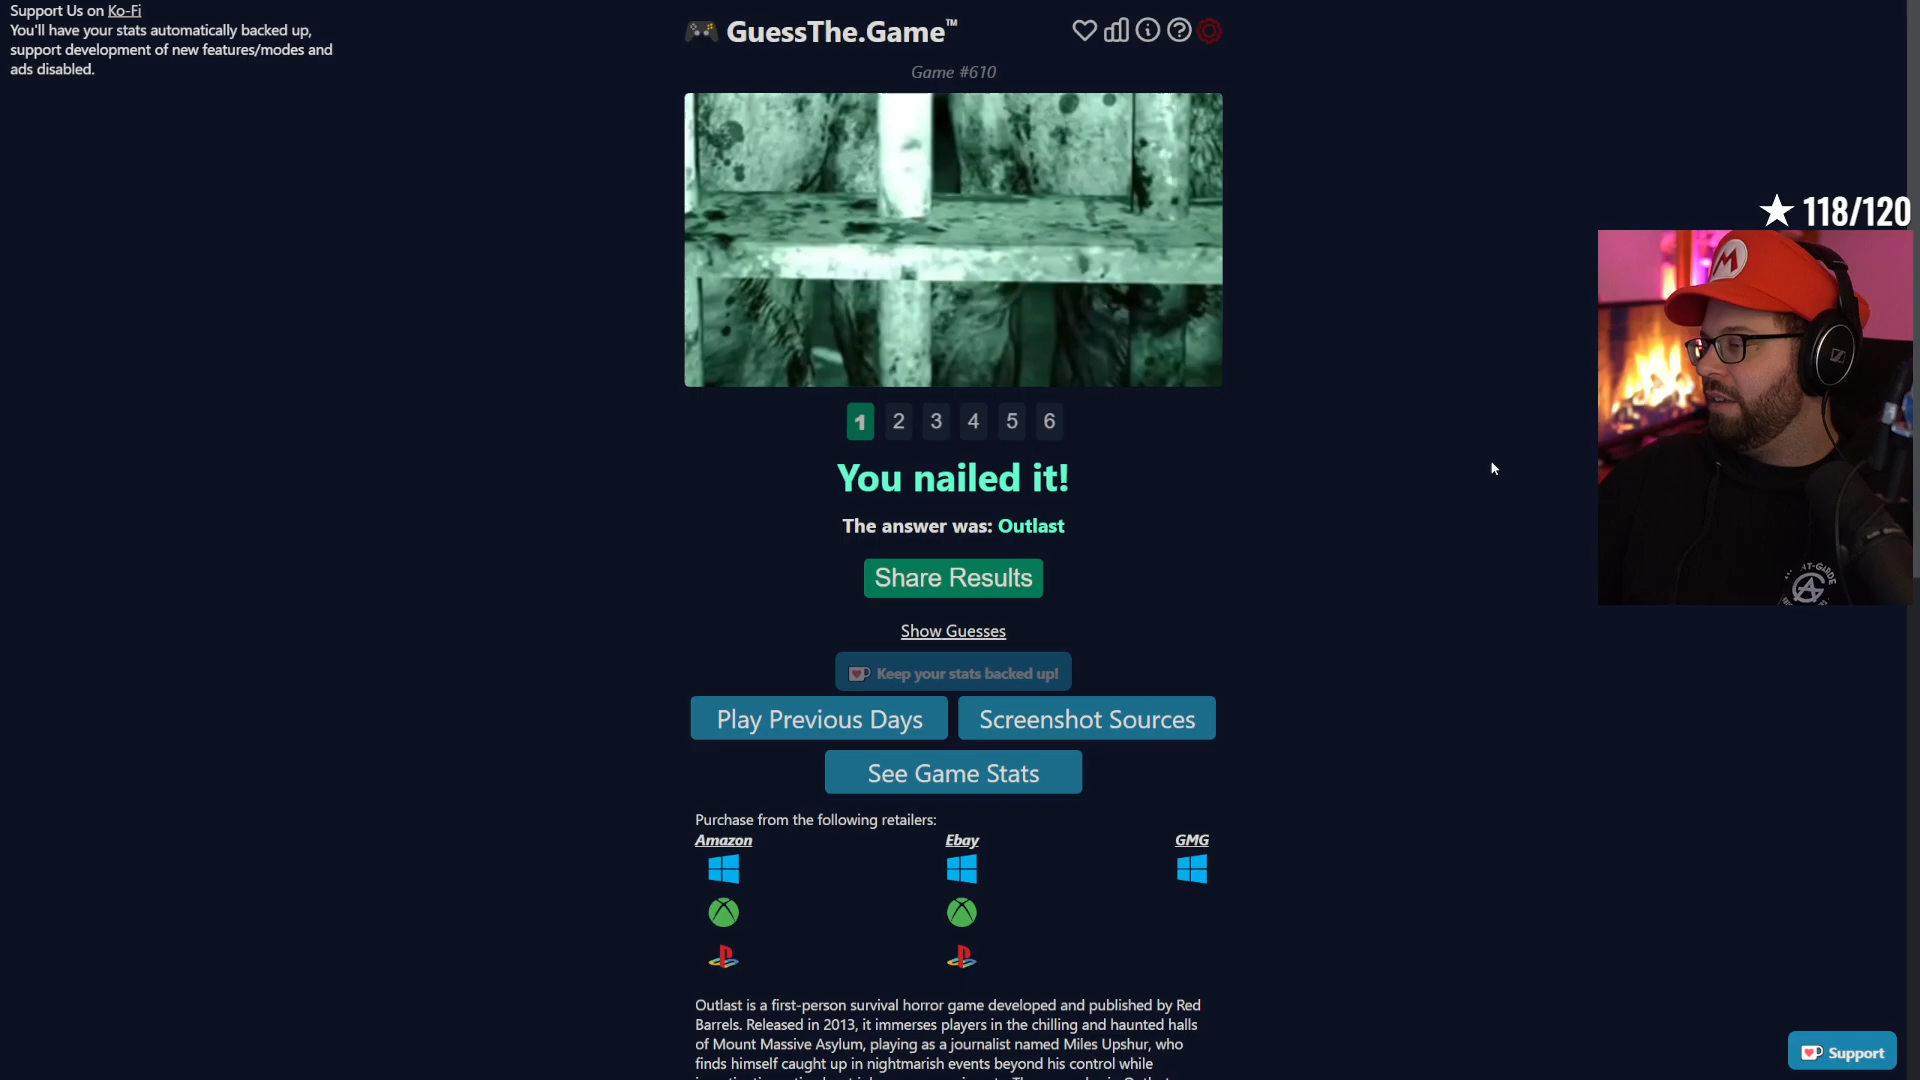 Support Us on Ko-Fi
You'll have your stats automatically backed up,
support development of new features/modes and
ads disabled.
GuessThe.Game™
Game #610
★ 118/120
M
1 2 3 4 5 6
You nailed it!
The answer was: Outlast
Share Results
Show Guesses
Keep your stats backed up!
Play Previous Days
Screenshot Sources
See Game Stats
Purchase from the following retailers:
Amazon
Ebay
GMG
Outlast is a first-person survival horror game developed and published by Red
Barrels. Released in 2013, it immerses players in the chilling and haunted halls
of Mount Massive Asylum, playing as a journalist named Miles Upshur, who
finds himself caught up in nightmarish events beyond his control while
Support